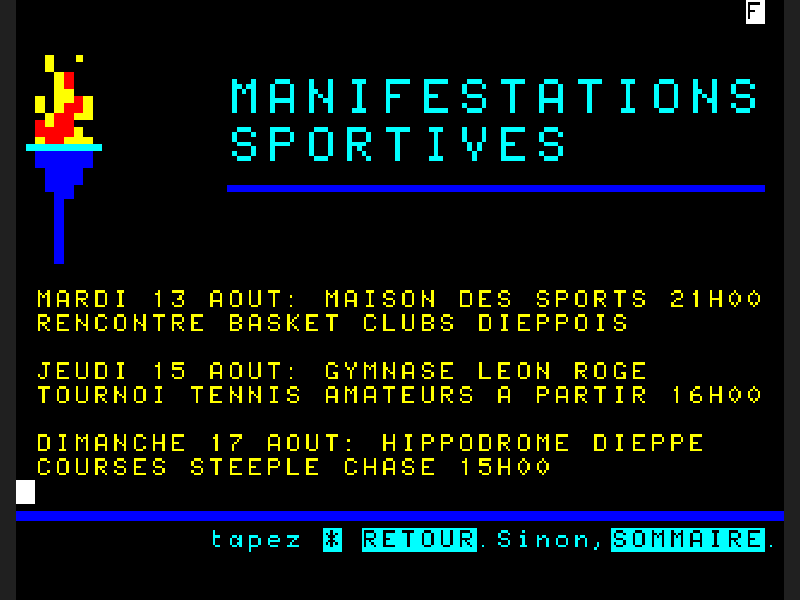 F
MANIFESTATIONS
SPORTIVES
MARDI 13 AOUT: MAISON DES SPORTS 21H00
RENCONTRE BASKET CLUBS DIEPPOIS
JEUDI 15 AOUT: GYMNASE LEON ROGE
TOURNOI TENNIS AMATEURS A PARTIR 16H00
DIMANCHE 17 AOUT: HIPPODROME DIEPPE
COURSES STEEPLE CHASE 15H00
tapez * RETOUR.Sinon,SOMMAIRE.